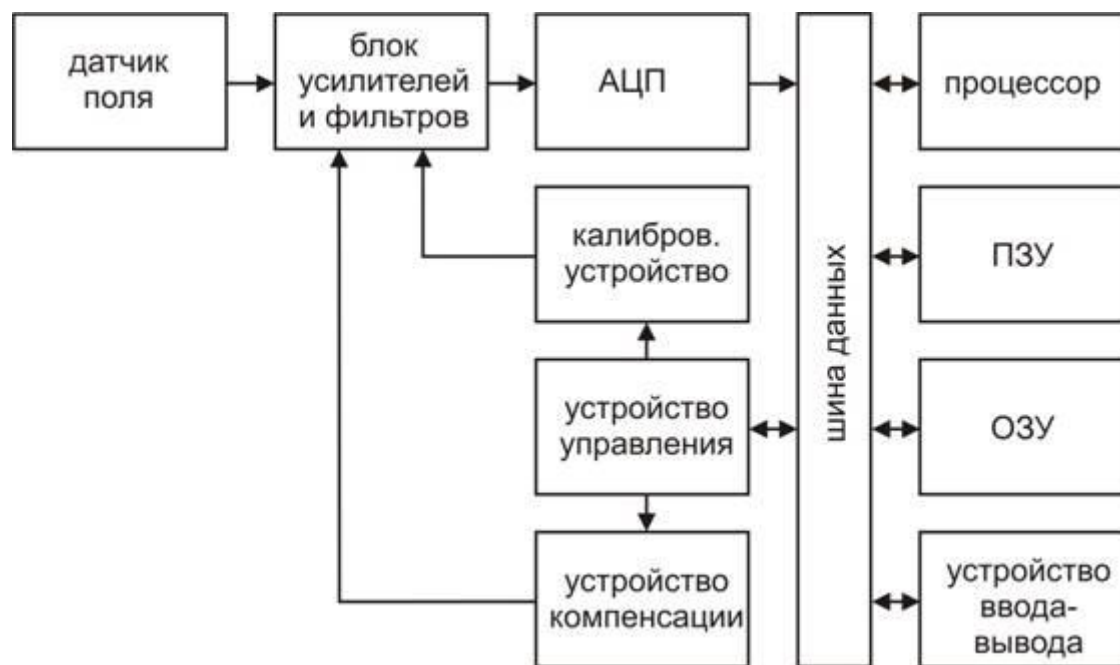 датчик
поля
блок
усилителей
и фильтров
АЦП
процессор
калибров.
устройство
ПЗУ
шина данных
устройство
управления
ОЗУ
устройство
компенсации
устройство
ввода-
вывода